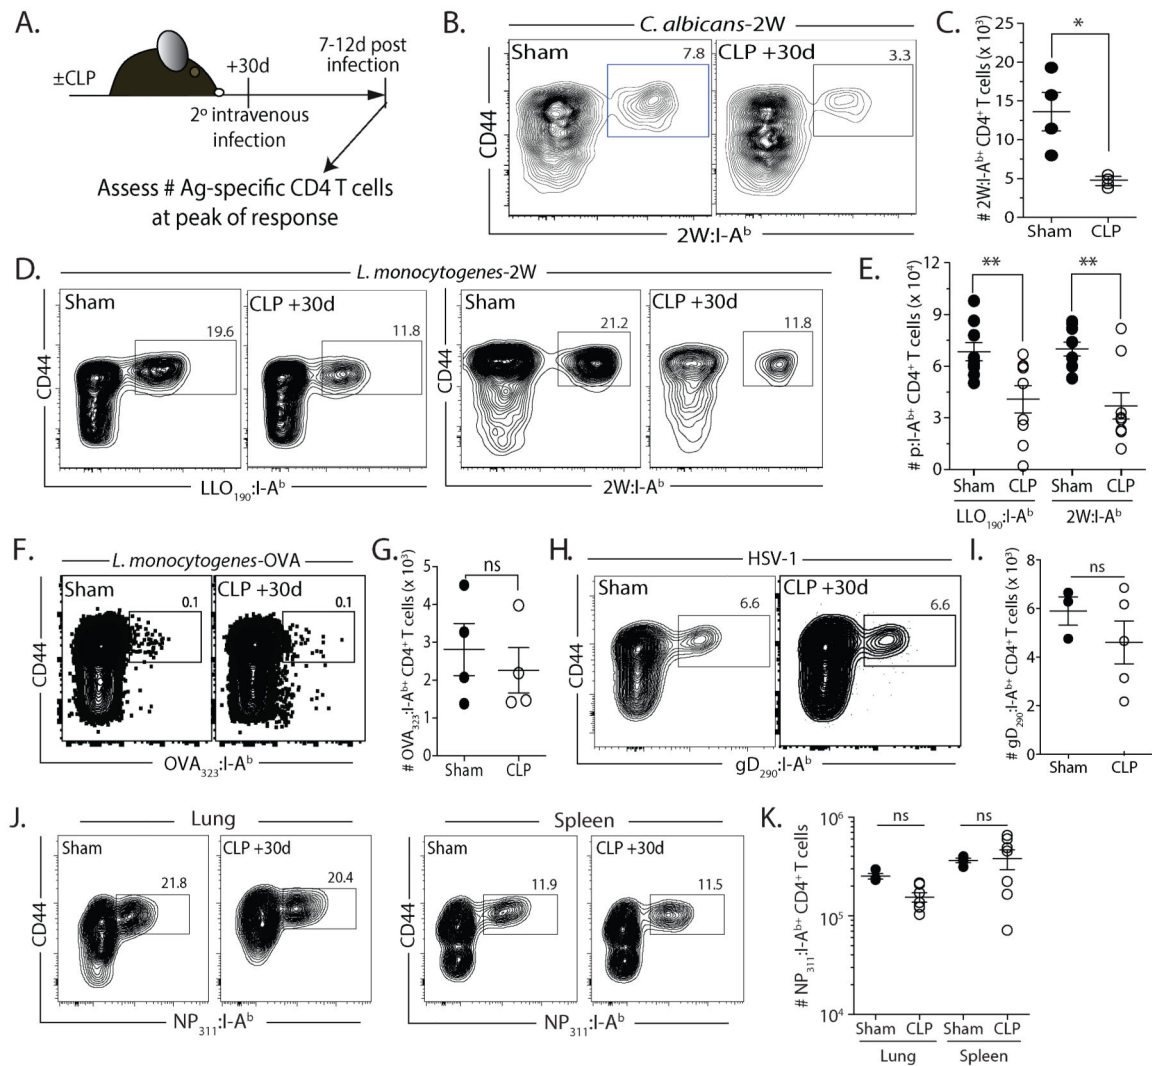 A.
±CLP
+30d
7-12d post
infection
2º intravenous
infection
Assess # Ag-specific CD4 T cells
at peak of response
B.
C. albicans-2W
Sham
7.8
CLP +30d
3.3
CD44
2W:I-Aᵇ
C.
# 2W:I-Aᵇ⁺ CD4⁺ T cells (x 10³)
25
20
15
10
5
0
*
Sham
CLP
D.
L. monocytogenes-2W
Sham
19.6
CLP +30d
11.8
CD44
LLO₁₉₀:I-Aᵇ
Sham
21.2
CLP +30d
11.8
CD44
2W:I-Aᵇ
E.
# p:I-Aᵇ⁺ CD4⁺ T cells (x 10⁴)
12
9
6
3
0
**
**
Sham CLP Sham CLP
LLO₁₉₀:I-Aᵇ 2W:I-Aᵇ
F.
L. monocytogenes-OVA
Sham
0.1
CLP +30d
0.1
CD44
OVA₃₂₃:I-Aᵇ
G.
# OVA₃₂₃:I-Aᵇ⁺ CD4⁺ T cells (x 10³)
5
4
3
2
1
0
ns
Sham CLP
H.
HSV-1
Sham
6.6
CLP +30d
6.6
CD44
gD₂₉₀:I-Aᵇ
I.
# gD₂₉₀:I-Aᵇ⁺ CD4⁺ T cells (x 10³)
8
6
4
2
0
ns
Sham CLP
J.
Lung
Sham
21.8
CLP +30d
20.4
CD44
NP₃₁₁:I-Aᵇ
Spleen
Sham
11.9
CLP +30d
11.5
CD44
NP₃₁₁:I-Aᵇ
K.
# NP₃₁₁:I-Aᵇ⁺ CD4⁺ T cells
10⁶
10⁵
10⁴
ns
ns
Sham CLP Sham CLP
Lung Spleen